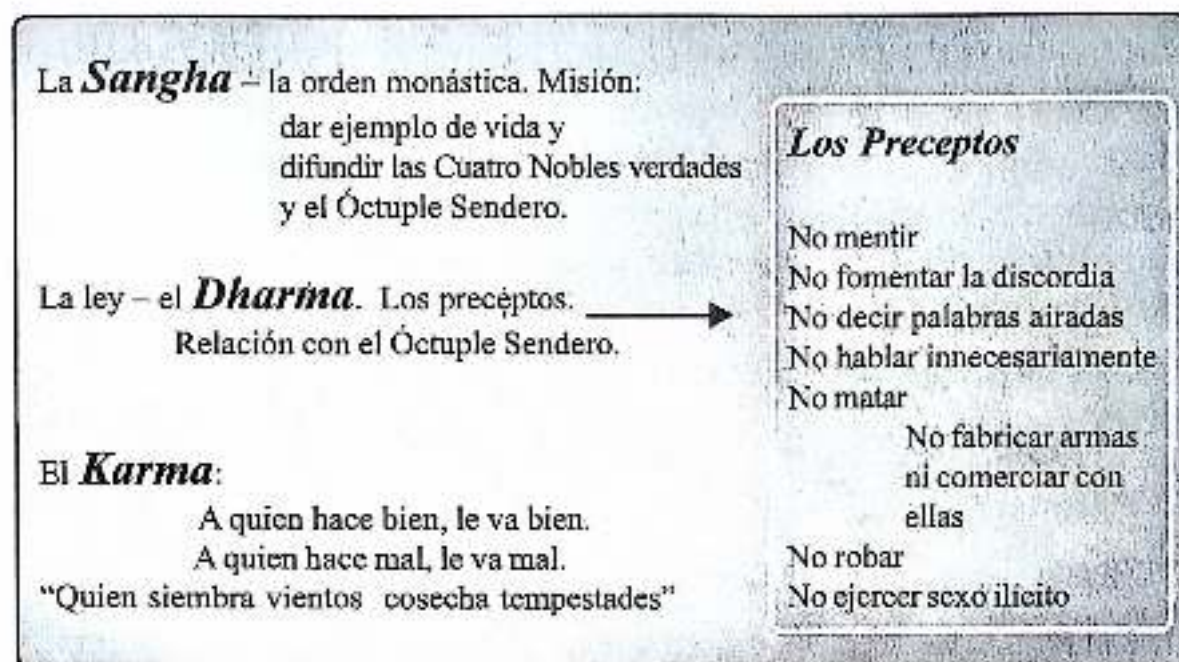 La Sangha – la orden monástica. Misión:
dar ejemplo de vida y
difundir las Cuatro Nobles verdades
y el Óctuple Sendero.
La ley – el Dharma. Los preceptos.
Relación con el Óctuple Sendero.
El Karma:
A quien hace bien, le va bien.
A quien hace mal, le va mal.
“Quien siembra vientos cosecha tempestades”
Los Preceptos
No mentir
No fomentar la discordia
No decir palabras airadas
No hablar innecesariamente
No matar
No fabricar armas
ni comerciar con
ellas
No robar
No ejercer sexo ilícito